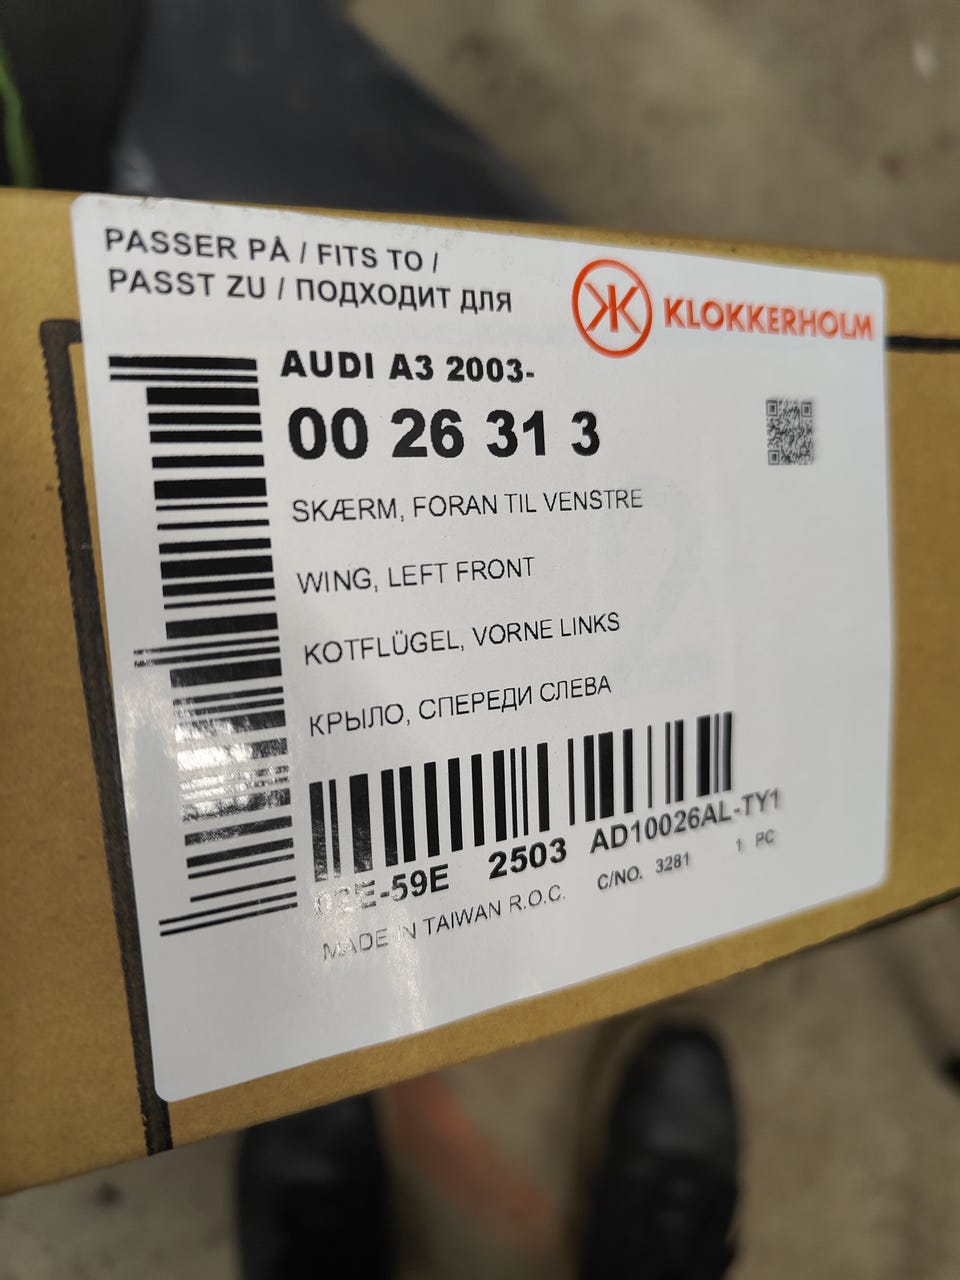 PASSER PÅ / FITS TO /
PASST ZU / ПОДХОДИТ ДЛЯ
KLOKKERHOLM
AUDI A3 2003-
00 26 31 3
SKÆRM, FORAN TIL VENSTRE
WING, LEFT FRONT
KOTFLÜGEL, VORNE LINKS
КРЫЛО, СПЕРЕДИ СЛЕВА
2503 AD10026AL-TY1
MADE IN TAIWAN R.O.C. C/NO. 3281 1 PC